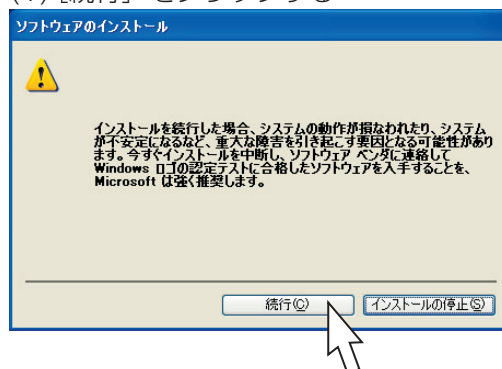 ソフトウェアのインストール
インストールを続行した場合、システムの動作が損なわれたり、システム
が不安定になるなど、重大な障害を引き起こす要因となる可能性があり
ます。今すぐインストールを中断し、ソフトウェア ベンダに連絡して
Windows ロゴの認定テストに合格したソフトウェアを入手することを、
Microsoft は強く推奨します。
続行(C)
インストールの停止(S)